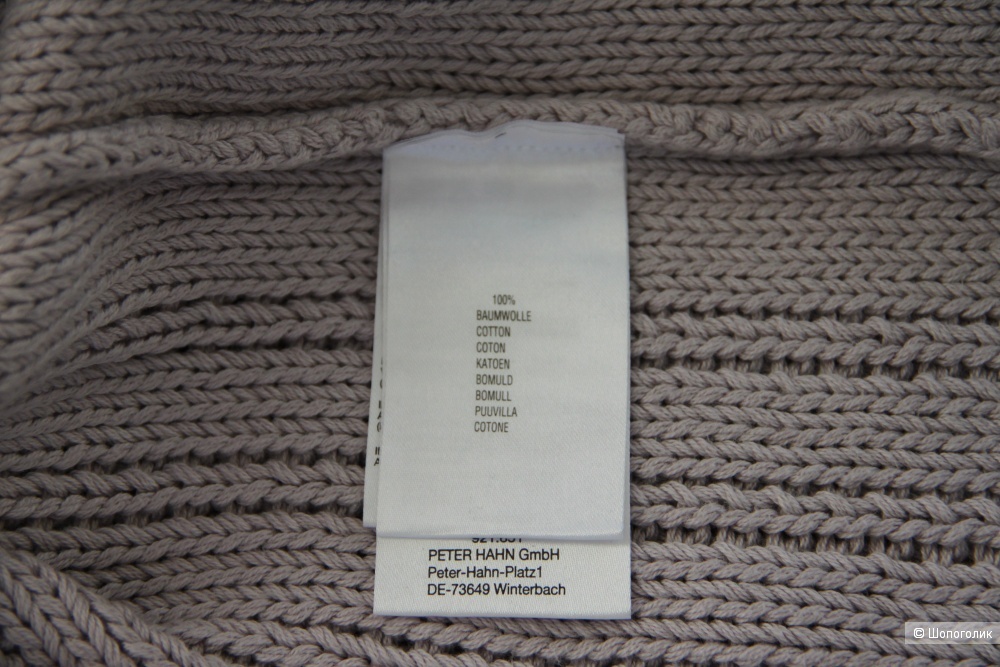 100%
BAUMWOLLE
COTTON
COTON
KATOEN
BOMULD
BOMULL
PUUVILLA
COTONE
PETER HAHN GmbH
Peter-Hahn-Platz1
DE-73649 Winterbach
© Шопоголик